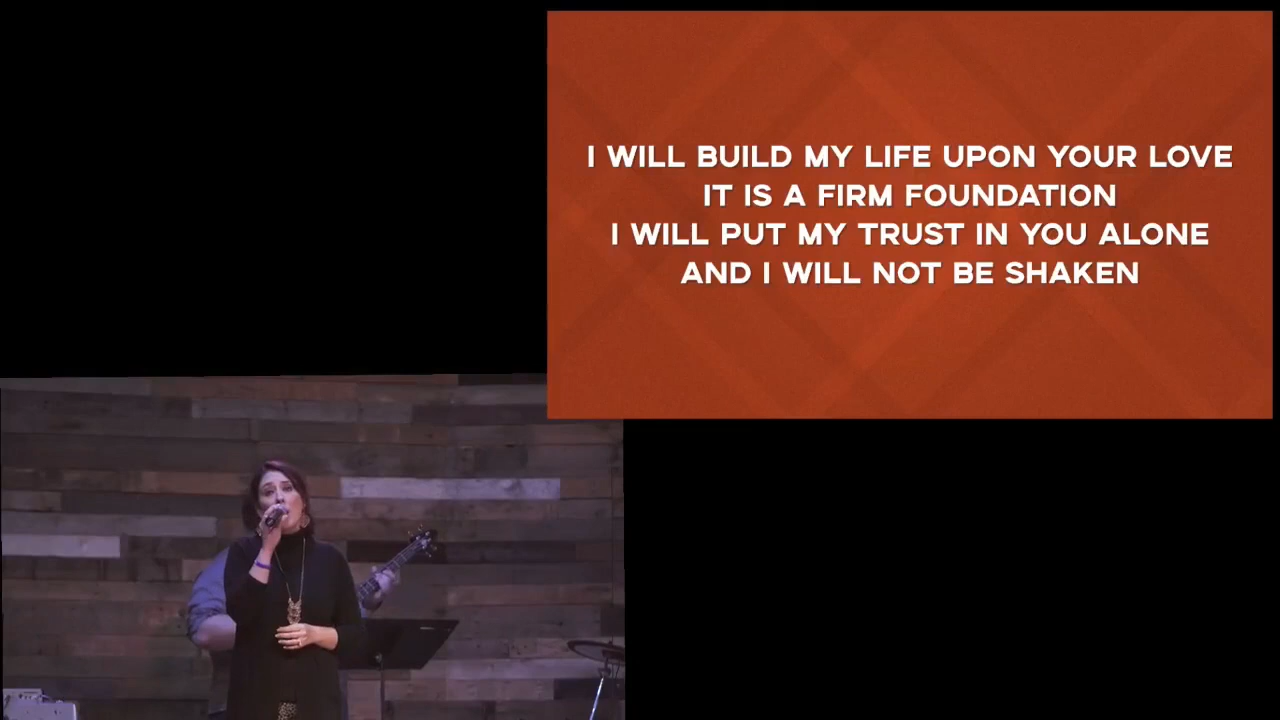 I WILL BUILD MY LIFE UPON YOUR LOVE
IT IS A FIRM FOUNDATION
I WILL PUT MY TRUST IN YOU ALONE
AND I WILL NOT BE SHAKEN